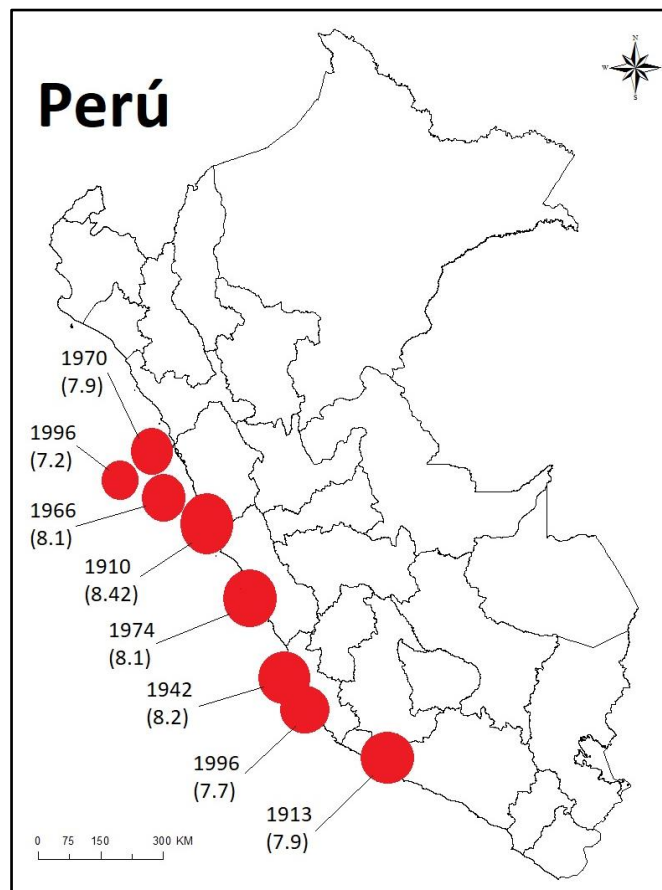 Perú
N
W
E
S
1970
(7.9)
1996
(7.2)
1966
(8.1)
1910
(8.42)
1974
(8.1)
1942
(8.2)
1996
(7.7)
1913
(7.9)
0 75 150 300 KM